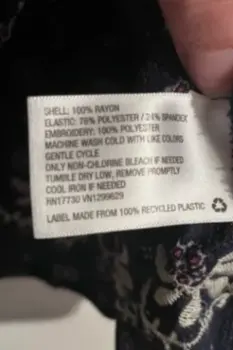 SHELL: 100% RAYON
ELASTIC: 76% POLYESTER / 24% SPANDEX
EMBROIDERY: 100% POLYESTER
MACHINE WASH COLD WITH LIKE COLORS
GENTLE CYCLE
ONLY NON-CHLORINE BLEACH IF NEEDED
TUMBLE DRY LOW, REMOVE PROMPTLY
COOL IRON IF NEEDED
RN17730 VN1299629
LABEL MADE FROM 100% RECYCLED PLASTIC